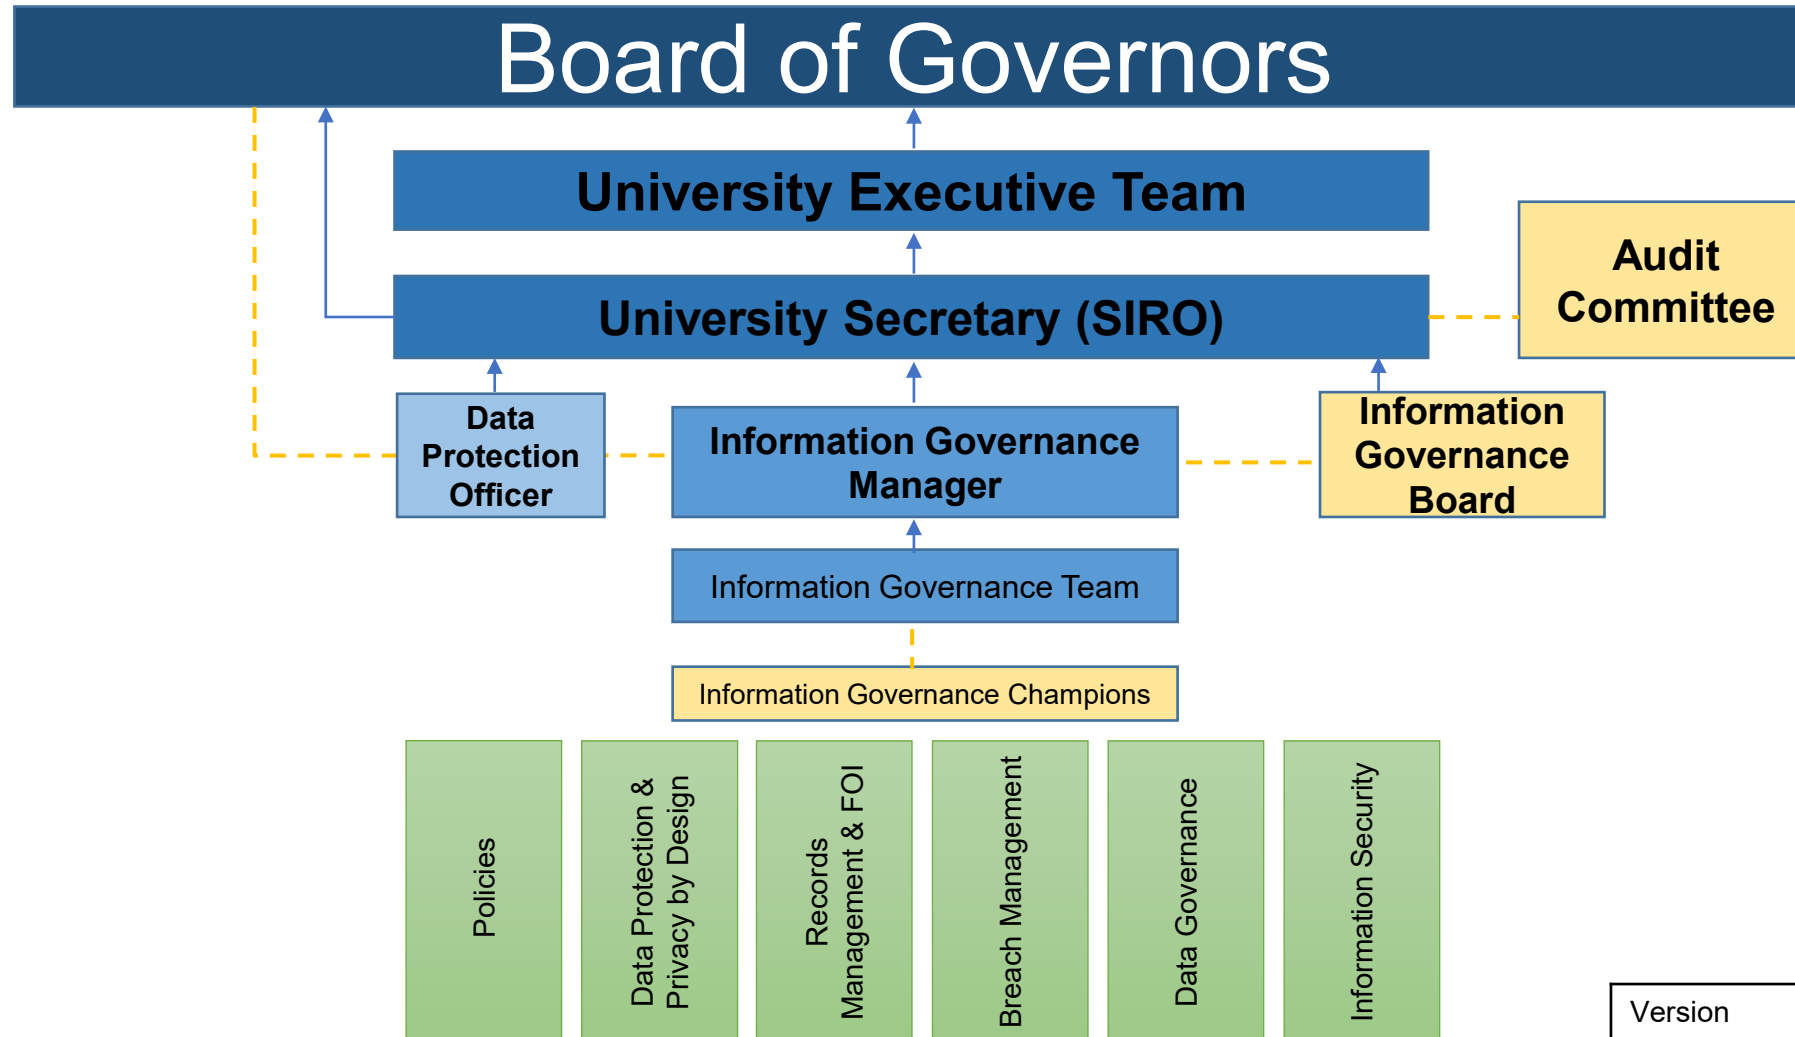 Board of Governors
University Executive Team
Audit
Committee
University Secretary (SIRO)
Data
Protection
Officer
Information Governance
Manager
Information
Governance
Board
Information Governance Team
Information Governance Champions
Policies
Data Protection &
Privacy by Design
Records
Management & FOI
Breach Management
Data Governance
Information Security
Version